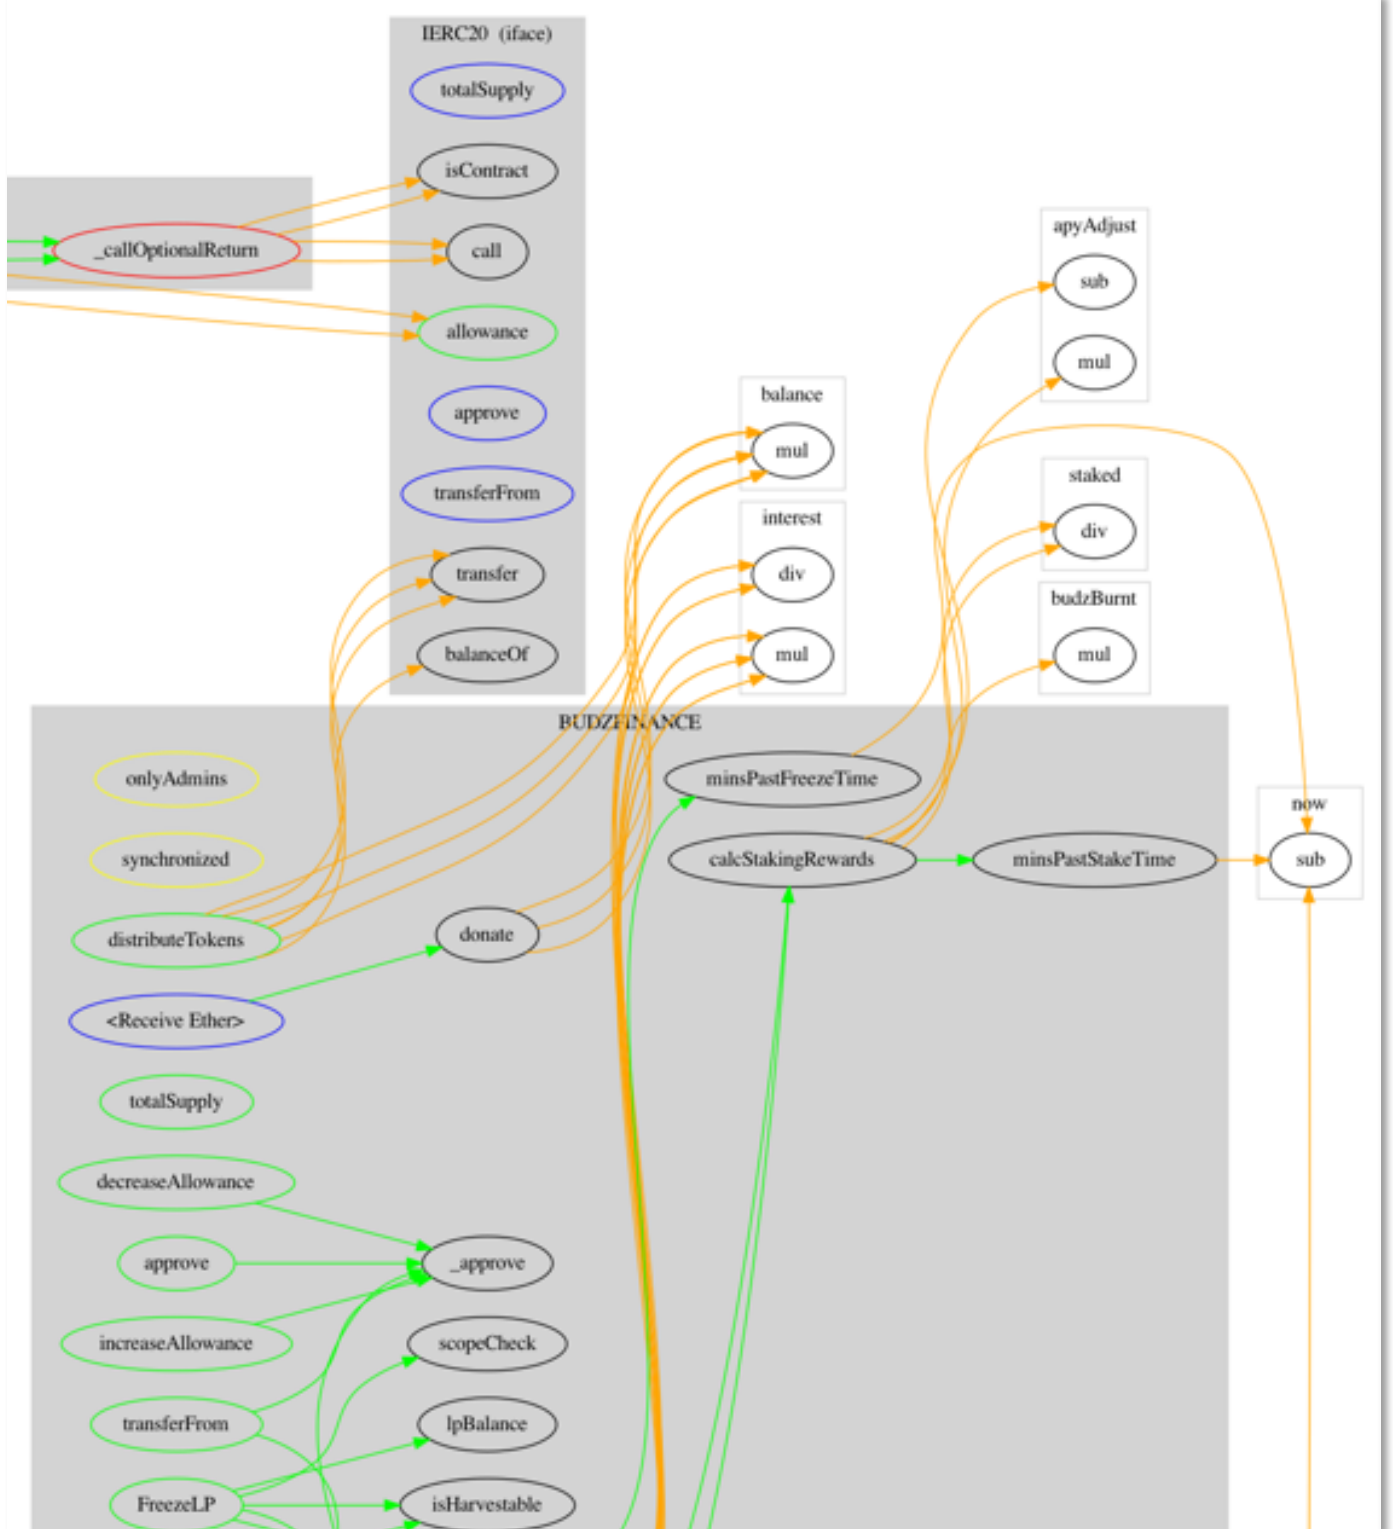 IERC20  (iface)
totalSupply
isContract
_callOptionalReturn
call
allowance
approve
transferFrom
transfer
balanceOf
apyAdjust
sub
mul
balance
mul
interest
div
mul
staked
div
budzBurnt
mul
BUDZFINANCE
onlyAdmins
synchronized
distributeTokens
<Receive Ether>
totalSupply
decreaseAllowance
approve
increaseAllowance
transferFrom
FreezeLP
donate
_approve
scopeCheck
lpBalance
isHarvestable
minsPastFreezeTime
calcStakingRewards
minsPastStakeTime
now
sub